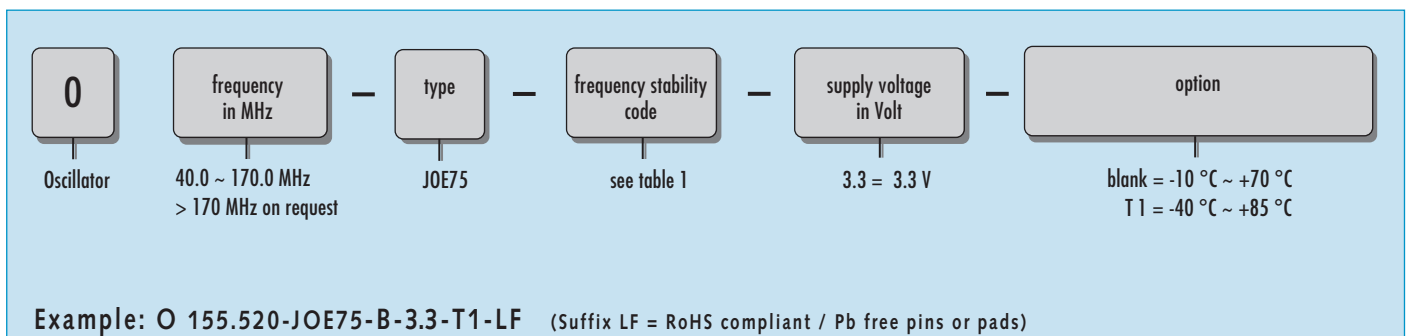 O
frequency
in MHz
–
type
–
frequency stability
code
–
supply voltage
in Volt
–
option
Oscillator
40.0 ~ 170.0 MHz
> 170 MHz on request
JOE75
see table 1
3.3 = 3.3 V
blank = -10 °C ~ +70 °C
T 1 = -40 °C ~ +85 °C
Example: O 155.520-JOE75-B-3.3-T1-LF (Suffix LF = RoHS compliant / Pb free pins or pads)